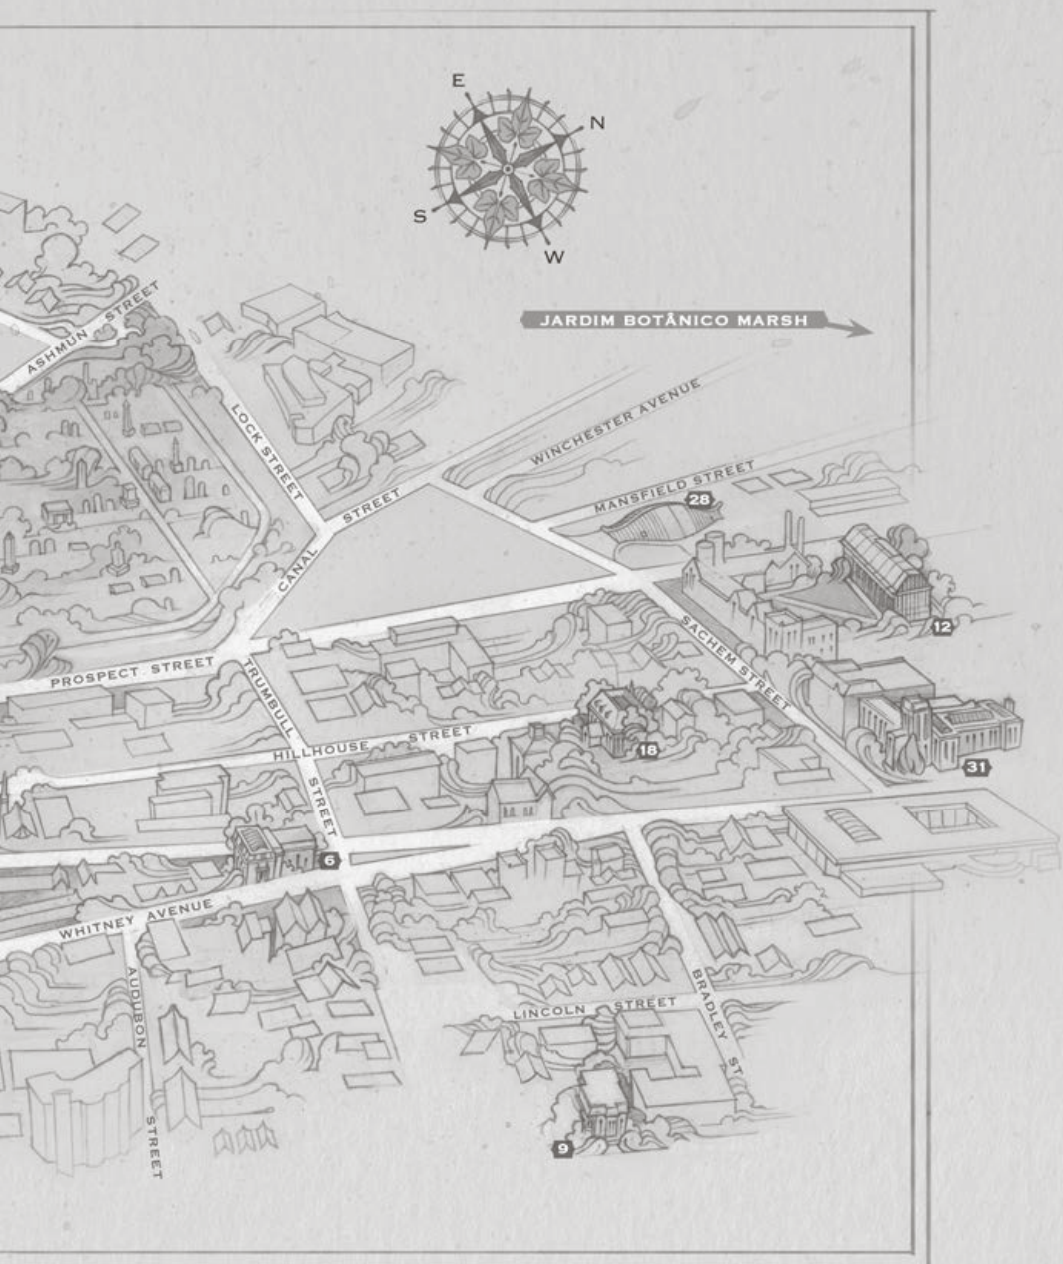 E
N
S
W
JARDIM BOTÂNICO MARSH
ASHMUN STREET
LOCK STREET
WINCHESTER AVENUE
MANSFIELD STREET
28
CANAL STREET
12
SACHEM STREET
PROSPECT STREET
TRUMBULL STREET
HILLHOUSE STREET
18
31
6
WHITNEY AVENUE
AUDUBON STREET
LINCOLN STREET
BRADLEY ST.
9